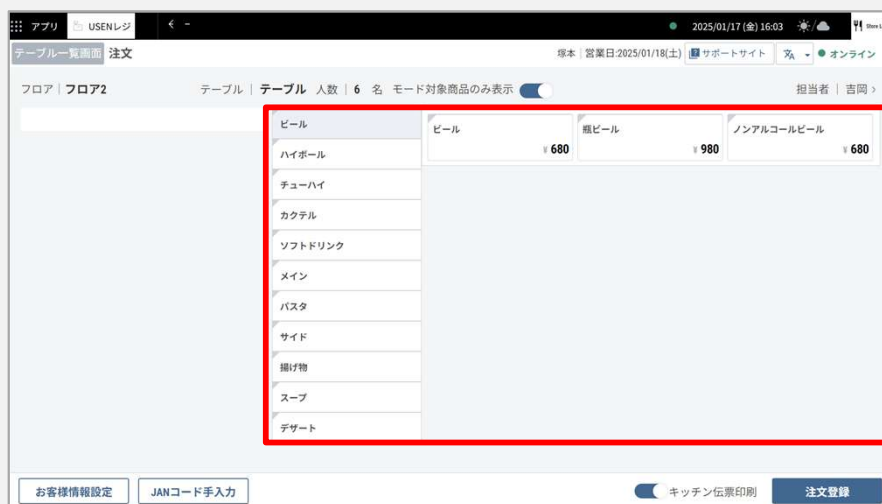 アプリ USENレジ 2025/01/17 (金) 16:03
テーブル一覧画面 注文 塚本 営業日:2025/01/18(土) サポートサイト オンライン
フロア フロア2 テーブル テーブル 人数 6 名 モード対象商品のみ表示 担当者 吉岡
ビール
ハイボール
チューハイ
カクテル
ソフトドリンク
メイン
パスタ
サイド
揚げ物
スープ
デザート
ビール 瓶ビール ノンアルコールビール
¥ 680 ¥ 980 ¥ 680
お客様情報設定 JANコード手入力 キッチン伝票印刷 注文登録